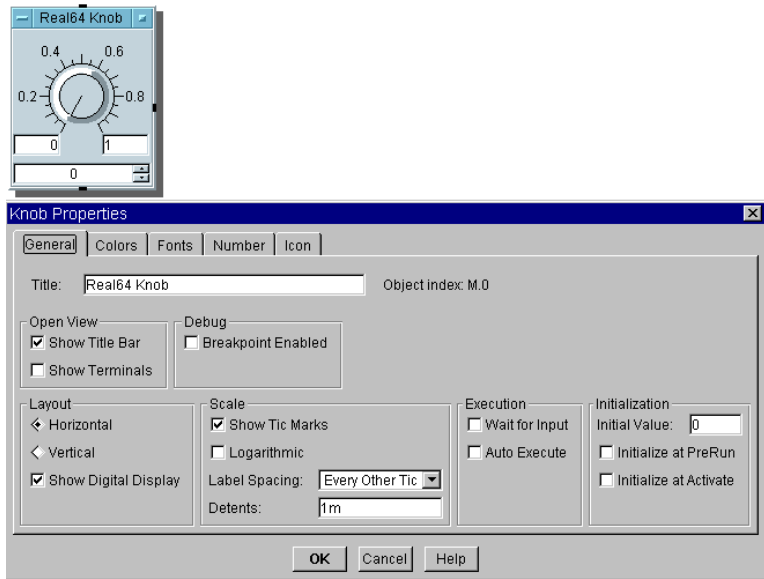 Real64 Knob
0.4 0.6
0.2 0.8
0 1
0
Knob Properties
General Colors Fonts Number Icon
Title: Real64 Knob Object index: M.0
Open View Debug
Show Title Bar Breakpoint Enabled
Show Terminals
Layout Scale Execution Initialization
Horizontal Show Tic Marks Wait for Input Initial Value: 0
Vertical Logarithmic Auto Execute Initialize at PreRun
Show Digital Display Label Spacing: Every Other Tic Initialize at Activate
Detents: 1m
OK Cancel Help